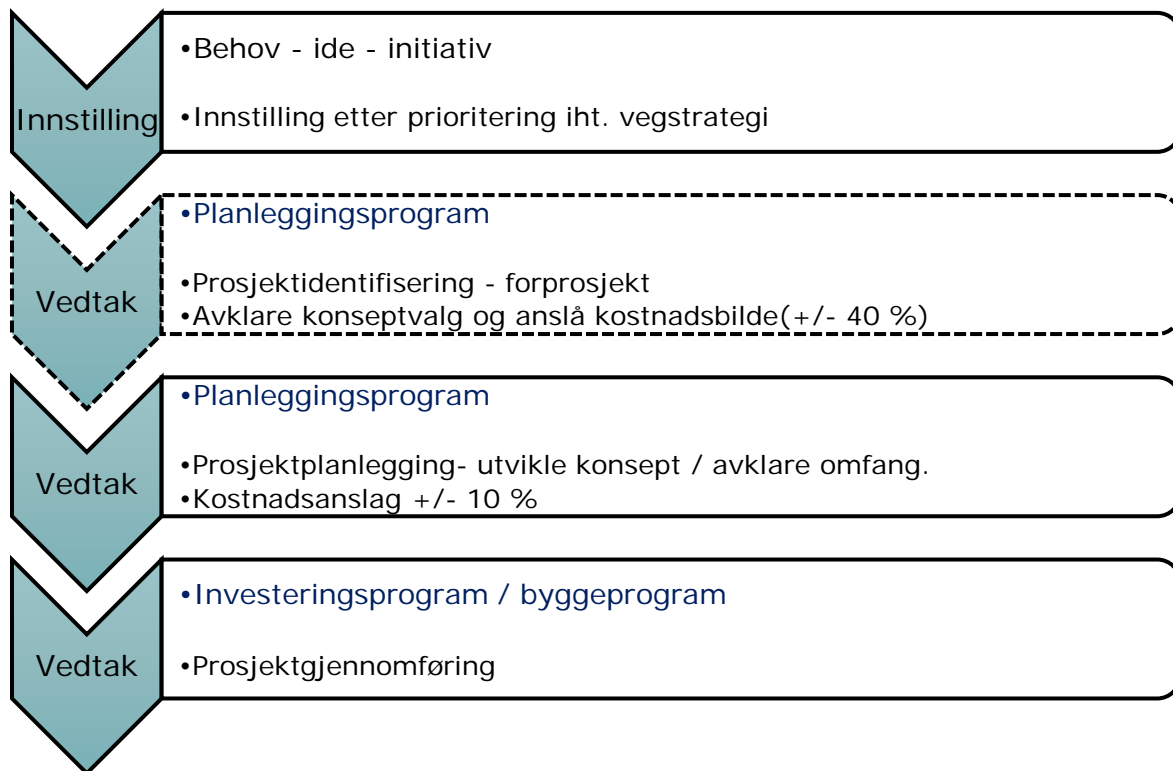 Innstilling
•Behov - ide - initiativ
•Innstilling etter prioritering iht. vegstrategi
Vedtak
•Planleggingsprogram
•Prosjektidentifisering - forprosjekt
•Avklare konseptvalg og anslå kostnadsbilde(+/- 40 %)
Vedtak
•Planleggingsprogram
•Prosjektplanlegging- utvikle konsept / avklare omfang.
•Kostnadsanslag +/- 10 %
Vedtak
•Investeringsprogram / byggeprogram
•Prosjektgjennomføring